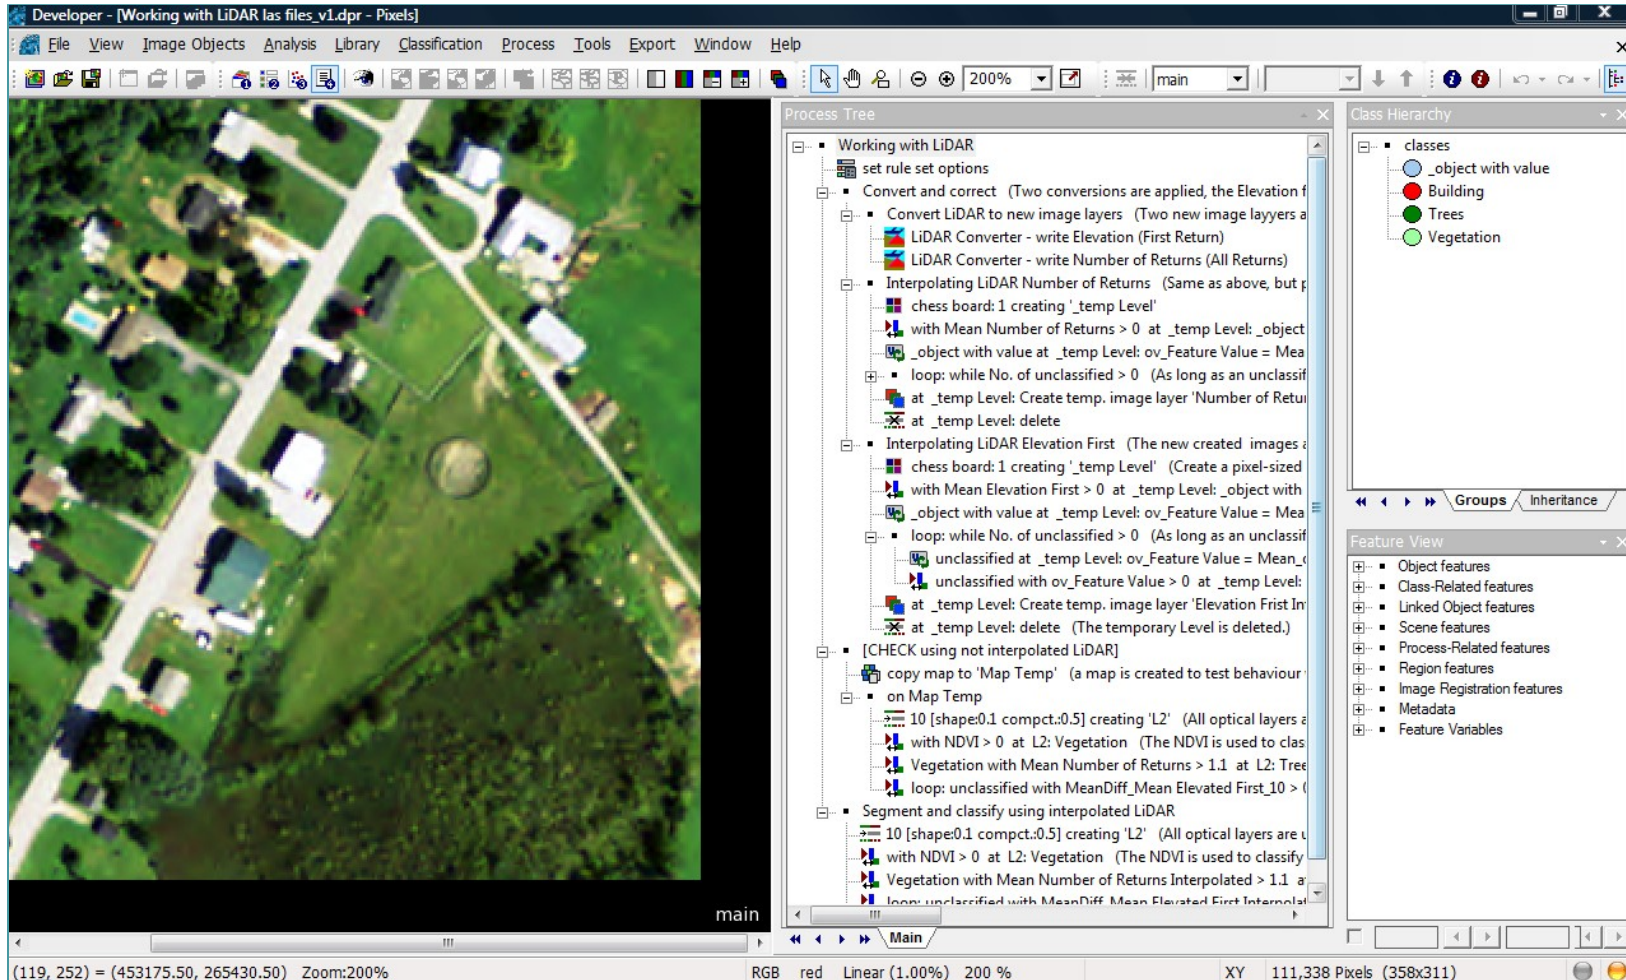 Developer - [Working with LiDAR las files_v1.dpr - Pixels]
File View Image Objects Analysis Library Classification Process Tools Export Window Help
200% main
Process Tree
Working with LiDAR
set rule set options
Convert and correct (Two conversions are applied, the Elevation f
Convert LiDAR to new image layers (Two new image layyers a
LiDAR Converter - write Elevation (First Return)
LiDAR Converter - write Number of Returns (All Returns)
Interpolating LiDAR Number of Returns (Same as above, but p
chess board: 1 creating '_temp Level'
with Mean Number of Returns > 0 at _temp Level: _object
_object with value at _temp Level: ov_Feature Value = Mea
loop: while No. of unclassified > 0 (As long as an unclassif
at _temp Level: Create temp. image layer 'Number of Retur
at _temp Level: delete
Interpolating LiDAR Elevation First (The new created images a
chess board: 1 creating '_temp Level' (Create a pixel-sized
with Mean Elevation First > 0 at _temp Level: _object with
_object with value at _temp Level: ov_Feature Value = Mea
loop: while No. of unclassified > 0 (As long as an unclassif
unclassified at _temp Level: ov_Feature Value = Mean_
unclassified with ov_Feature Value > 0 at _temp Level:
at _temp Level: Create temp. image layer 'Elevation Frist In
at _temp Level: delete (The temporary Level is deleted.)
[CHECK using not interpolated LiDAR]
copy map to 'Map Temp' (a map is created to test behaviour
on Map Temp
10 [shape:0.1 compct.:0.5] creating 'L2' (All optical layers a
with NDVI > 0 at L2: Vegetation (The NDVI is used to clas
Vegetation with Mean Number of Returns > 1.1 at L2: Tree
loop: unclassified with MeanDiff_Mean Elevated First_10 >
Segment and classify using interpolated LiDAR
10 [shape:0.1 compct.:0.5] creating 'L2' (All optical layers are u
with NDVI > 0 at L2: Vegetation (The NDVI is used to classify
Vegetation with Mean Number of Returns Interpolated > 1.1 a
loop: unclassified with MeanDiff_Mean Elevated First Interpolat
Main
Class Hierarchy
classes
_object with value
Building
Trees
Vegetation
Groups Inheritance
Feature View
Object features
Class-Related features
Linked Object features
Scene features
Process-Related features
Region features
Image Registration features
Metadata
Feature Variables
main
(119, 252) = (453175.50, 265430.50) Zoom:200% RGB red Linear (1.00%) 200 % XY 111,338 Pixels (358x311)